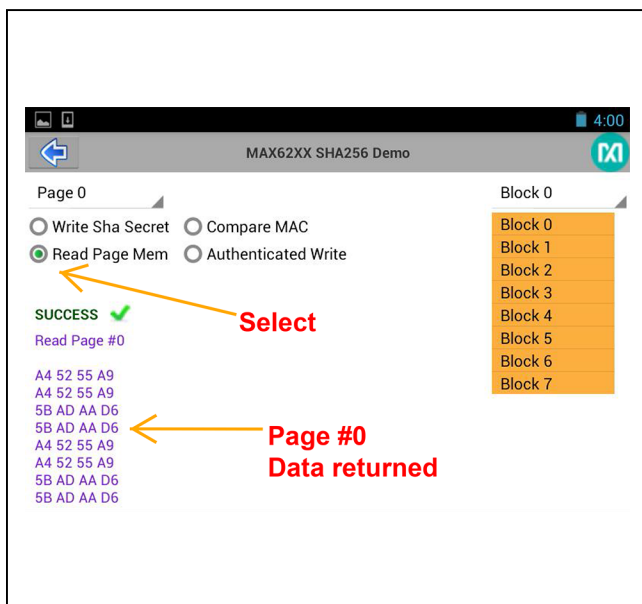 4:00
MAX62XX SHA256 Demo
Page 0
Block 0
Write Sha Secret
Compare MAC
Read Page Mem
Authenticated Write
Block 0
Block 1
Block 2
Block 3
Block 4
Block 5
Block 6
Block 7
Select
SUCCESS
Read Page #0
A4 52 55 A9
A4 52 55 A9
5B AD AA D6
5B AD AA D6
A4 52 55 A9
A4 52 55 A9
5B AD AA D6
5B AD AA D6
Page #0
Data returned